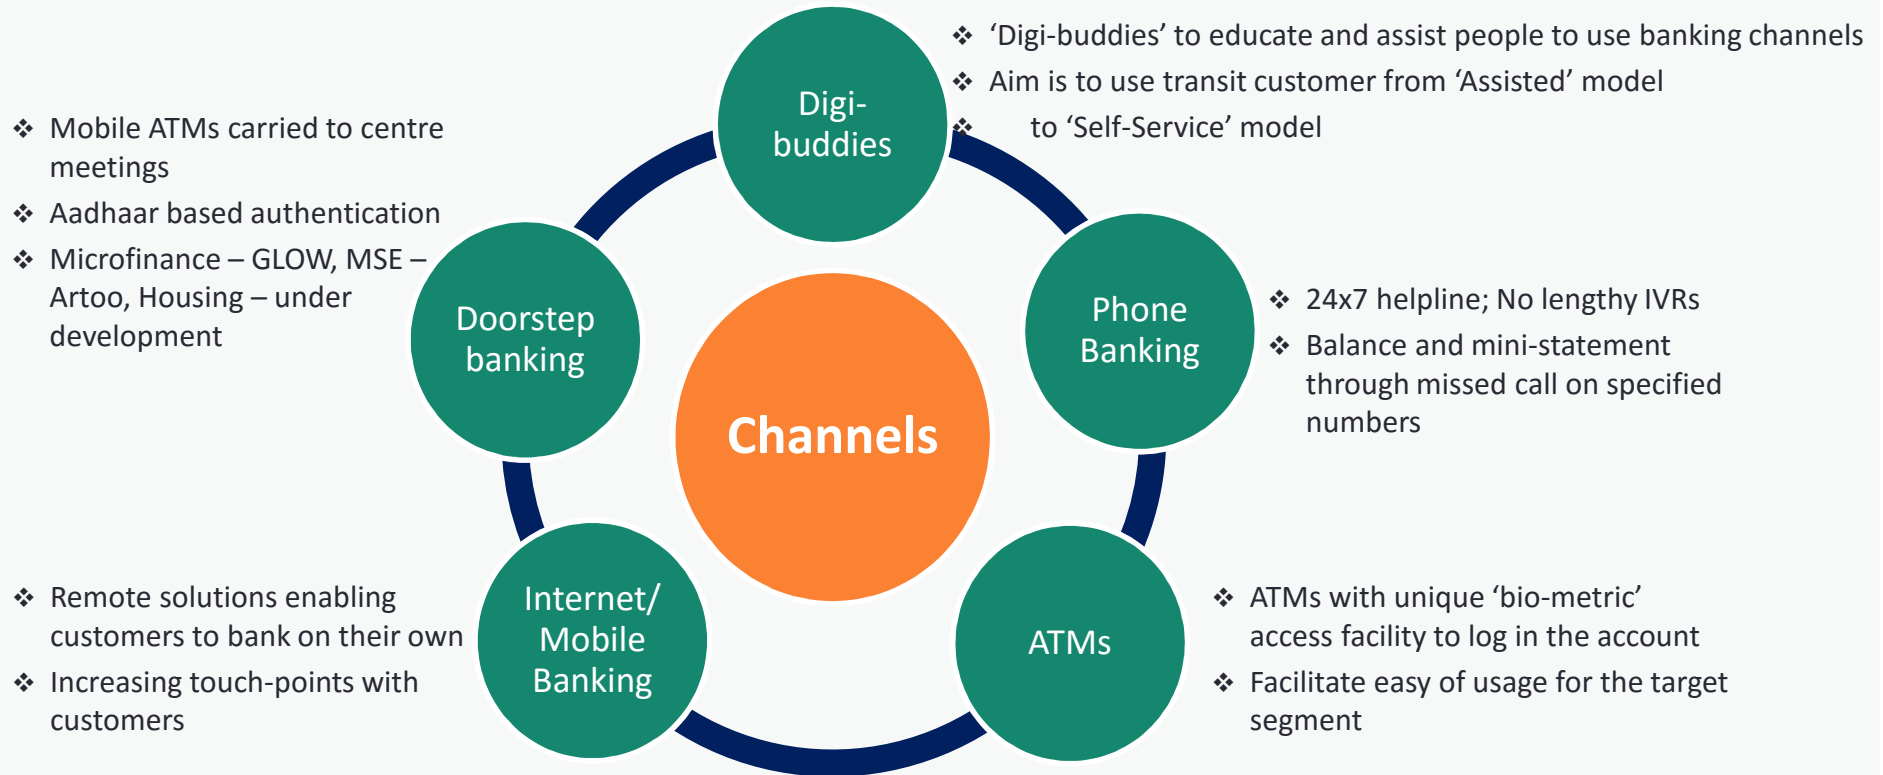 ❖ ‘Digi-buddies’ to educate and assist people to use banking channels
❖ Aim is to use transit customer from ‘Assisted’ model
❖ to ‘Self-Service’ model
Digi-
buddies
❖ Mobile ATMs carried to centre
meetings
❖ Aadhaar based authentication
❖ Microfinance – GLOW, MSE –
Artoo, Housing – under
development
Doorstep
banking
Phone
Banking
❖ 24x7 helpline; No lengthy IVRs
❖ Balance and mini-statement
through missed call on specified
numbers
Channels
❖ Remote solutions enabling
customers to bank on their own
❖ Increasing touch-points with
customers
Internet/
Mobile
Banking
ATMs
❖ ATMs with unique ‘bio-metric’
access facility to log in the account
❖ Facilitate easy of usage for the target
segment